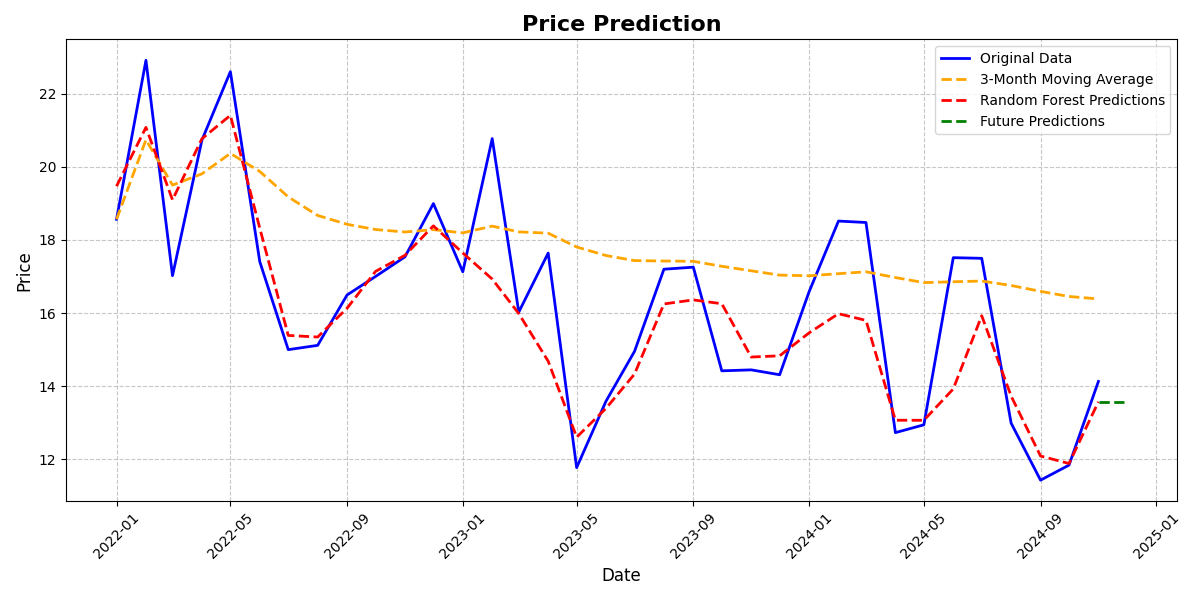 Price Prediction
Original Data
3-Month Moving Average
Random Forest Predictions
Future Predictions
Price
22
20
18
16
14
12
2022-01
2022-05
2022-09
2023-01
2023-05
2023-09
2024-01
2024-05
2024-09
2025-01
Date